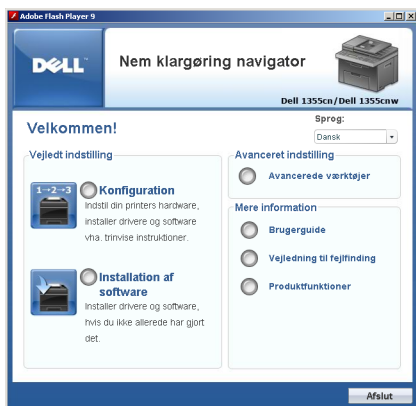 Adobe Flash Player 9
DELL
Nem klargøring navigator
Dell 1355cn/Dell 1355cnw
Velkommen!
Sprog:
Dansk
Vejledt indstilling
1→2→3
Konfiguration
Indstil din printers hardware,
installer drivere og software
vha. trinvise instruktioner.
Installation af
software
Installer drivere og software,
hvis du ikke allerede har gjort
det.
Avanceret indstilling
Avancerede værktøjer
Mere information
Brugerguide
Vejledning til fejlfinding
Produktfunktioner
Afslut